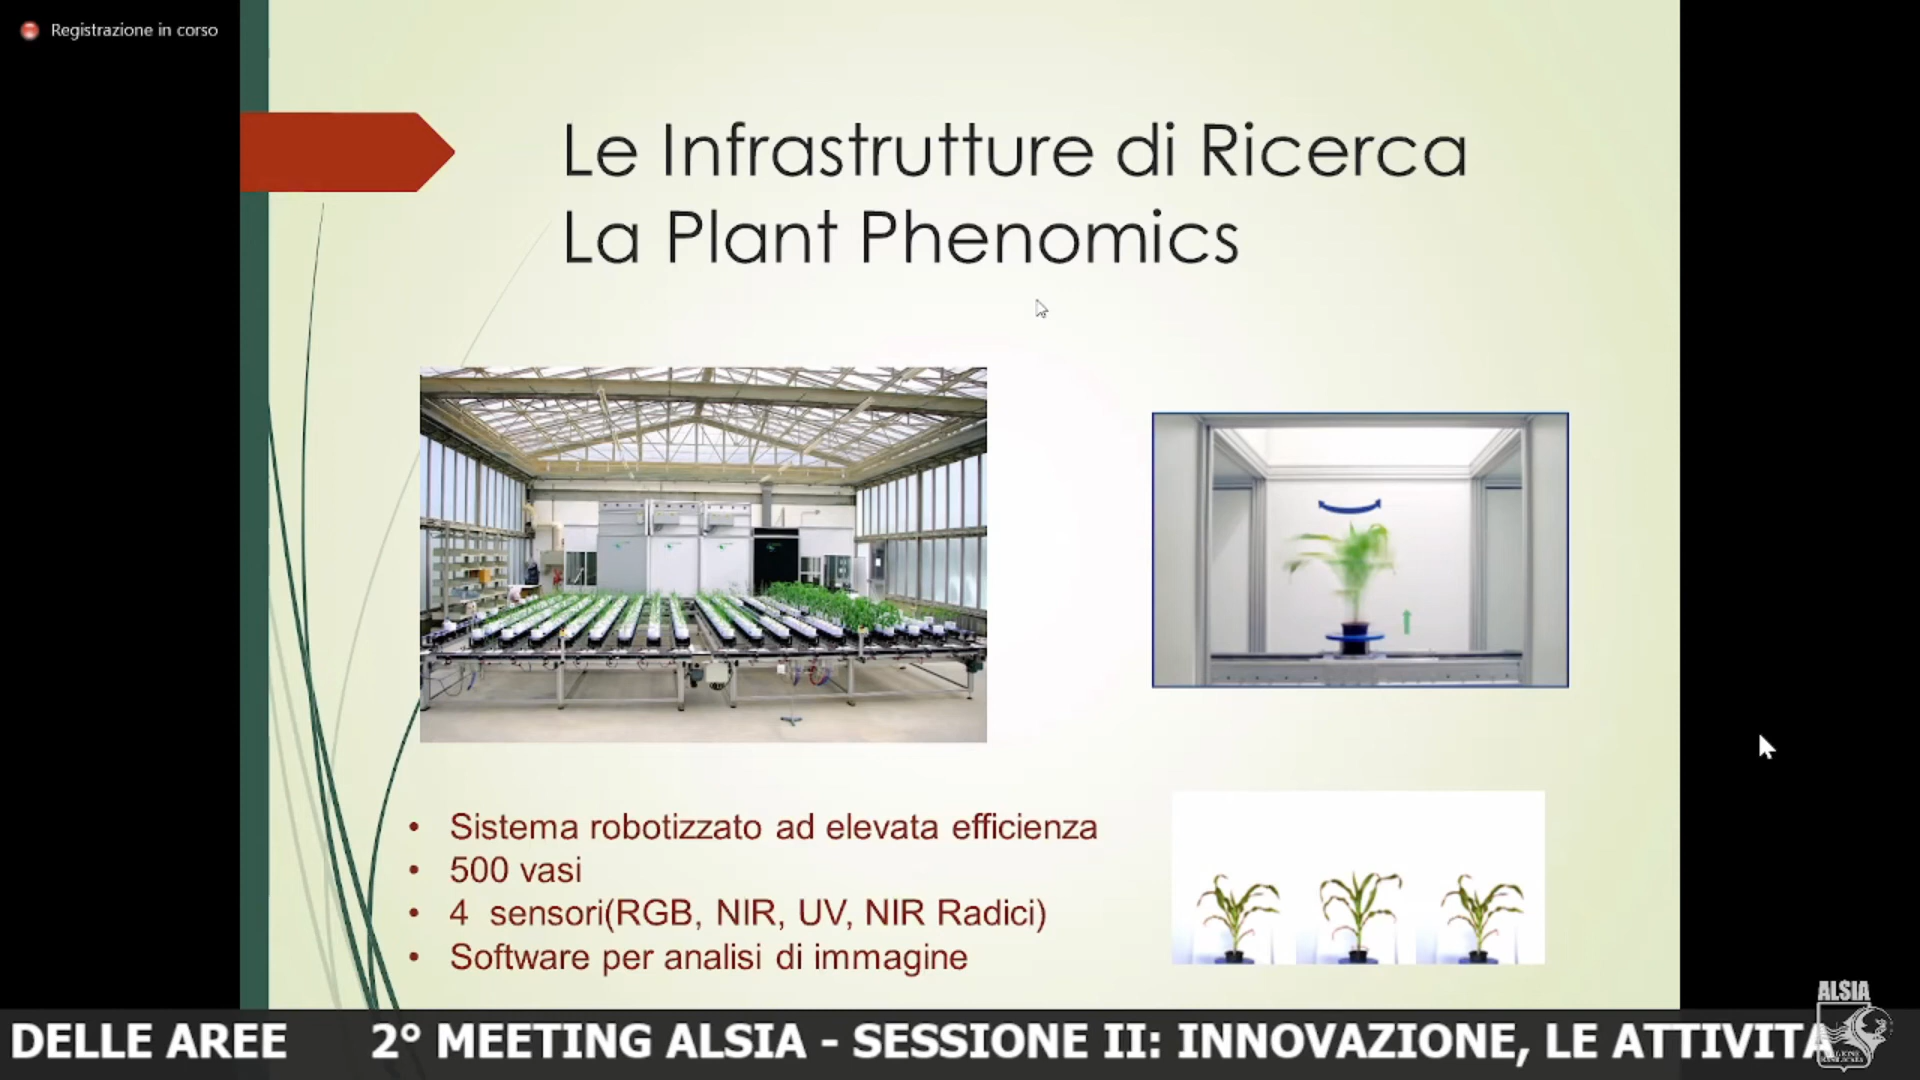 Registrazione in corso
Le Infrastrutture di Ricerca
La Plant Phenomics
• Sistema robotizzato ad elevata efficienza
• 500 vasi
• 4 sensori(RGB, NIR, UV, NIR Radici)
• Software per analisi di immagine
ALSIA
DELLE AREE 2° MEETING ALSIA - SESSIONE II: INNOVAZIONE, LE ATTIVITÀ